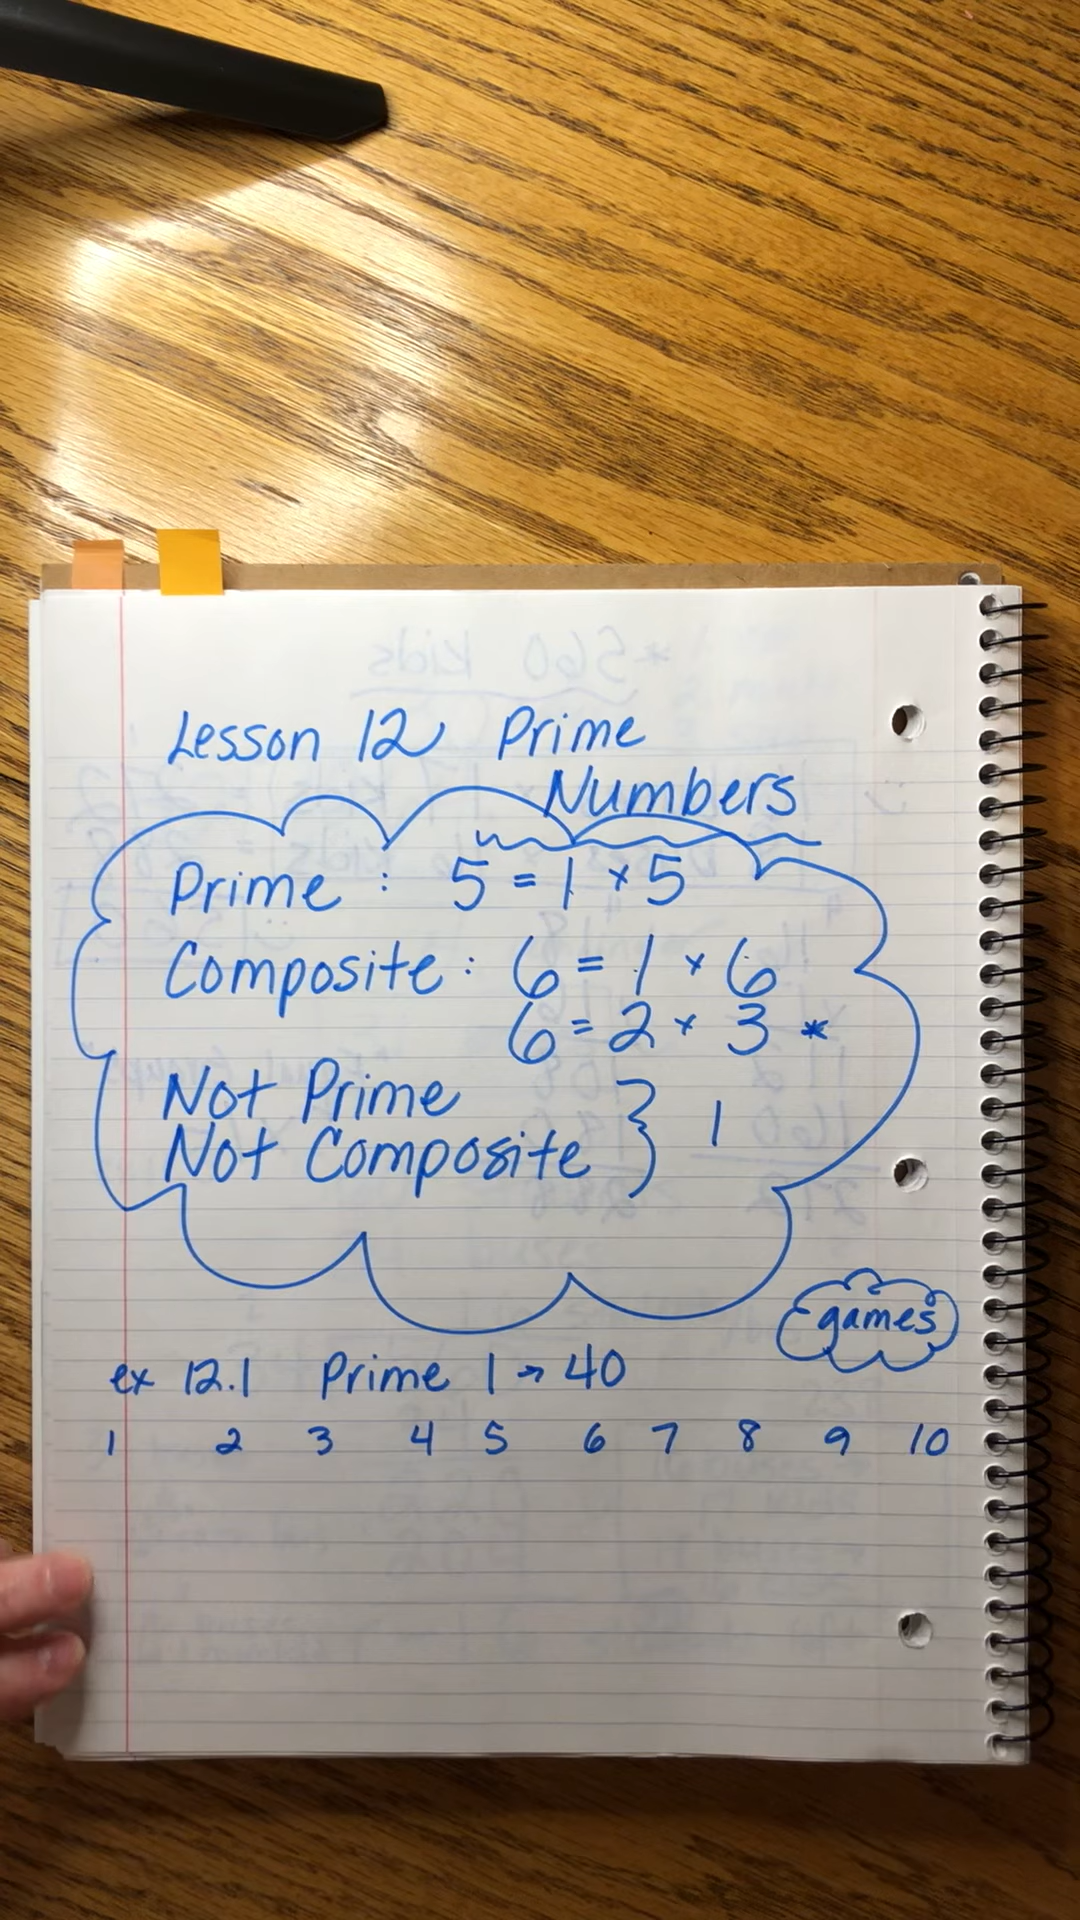 Lesson 12 Prime
Numbers
Prime : 5 = 1 × 5
Composite : 6 = 1 × 6
6 = 2 × 3 *
Not Prime
Not Composite } 1
games
ex 12.1 Prime 1 → 40
1 2 3 4 5 6 7 8 9 10